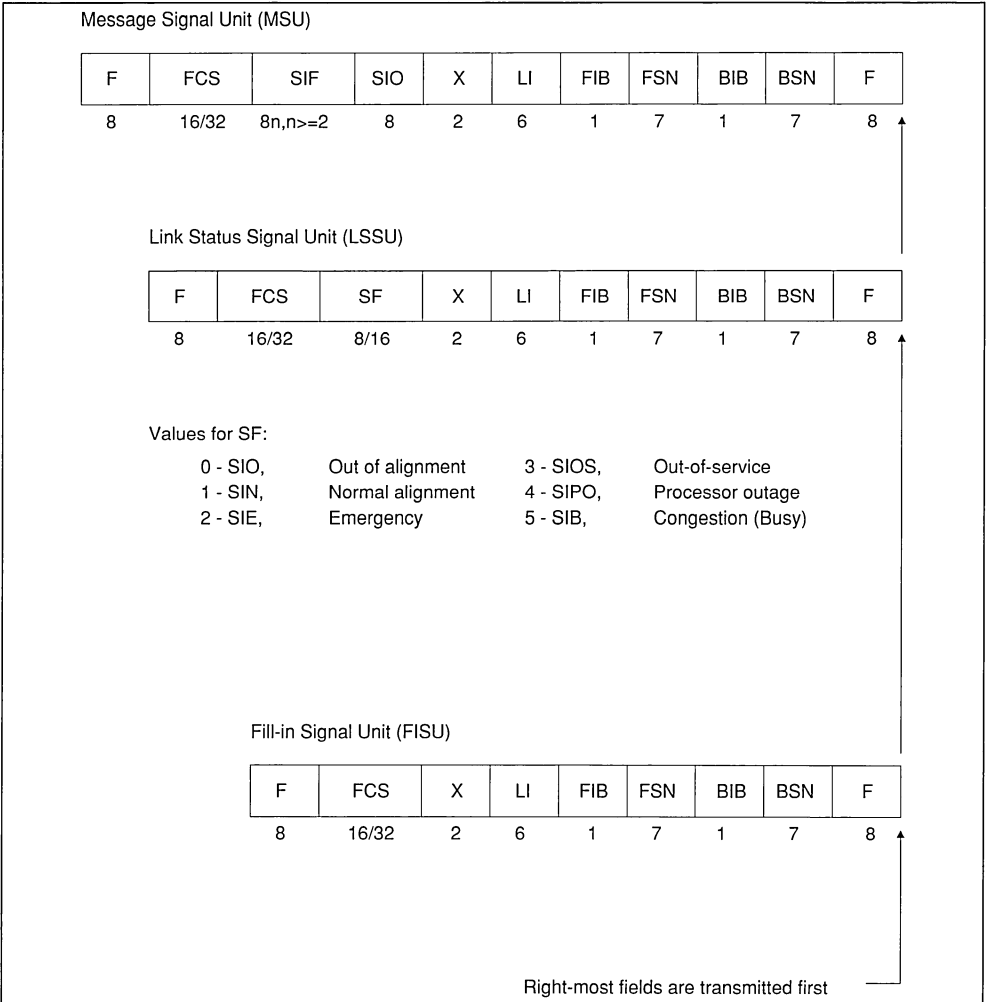 Message Signal Unit (MSU)
F FCS SIF SIO X LI FIB FSN BIB BSN F
8 16/32 8n,n>=2 8 2 6 1 7 1 7 8
Link Status Signal Unit (LSSU)
F FCS SF X LI FIB FSN BIB BSN F
8 16/32 8/16 2 6 1 7 1 7 8
Values for SF:
0 - SIO, Out of alignment 3 - SIOS, Out-of-service
1 - SIN, Normal alignment 4 - SIPO, Processor outage
2 - SIE, Emergency 5 - SIB, Congestion (Busy)
Fill-in Signal Unit (FISU)
F FCS X LI FIB FSN BIB BSN F
8 16/32 2 6 1 7 1 7 8
Right-most fields are transmitted first